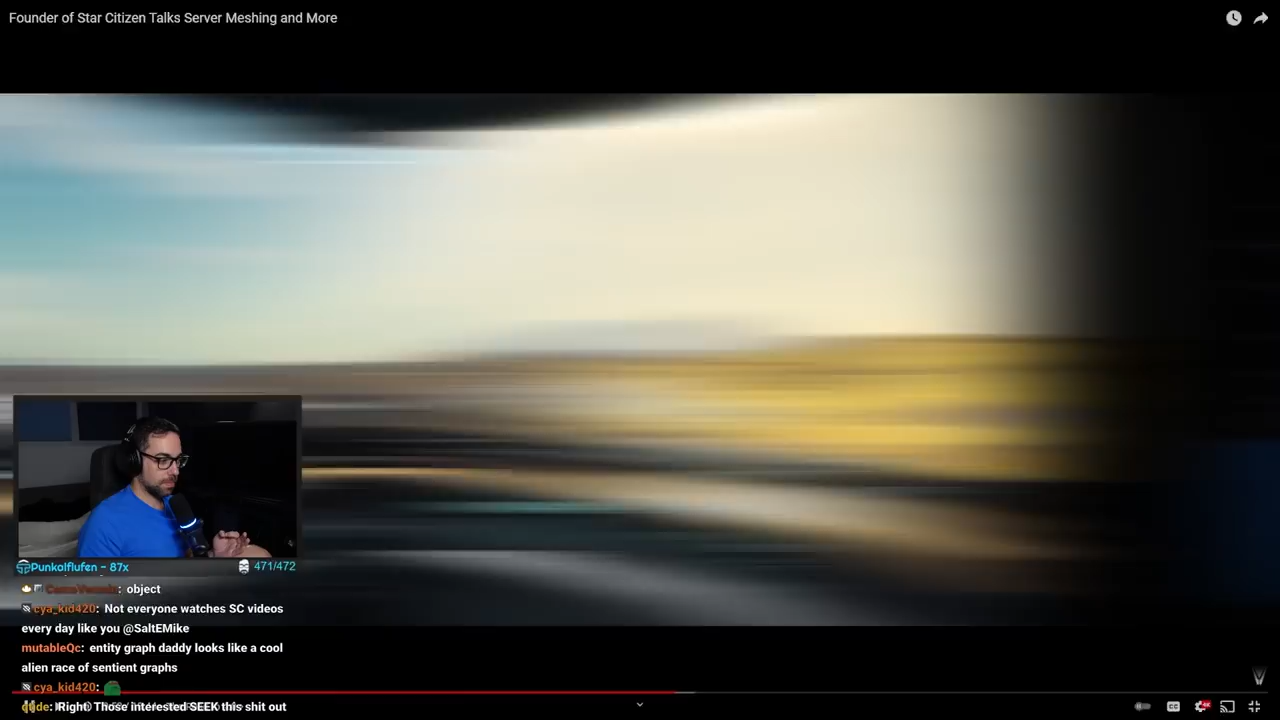 Founder of Star Citizen Talks Server Meshing and More
Punkolflufen - 87x
471/472
: object
cya_kid420: Not everyone watches SC videos
every day like you @SaltEMike
mutableQc: entity graph daddy looks like a cool
alien race of sentient graphs
cya_kid420:
: Right! Those interested SEEK this shit out
CC
4K